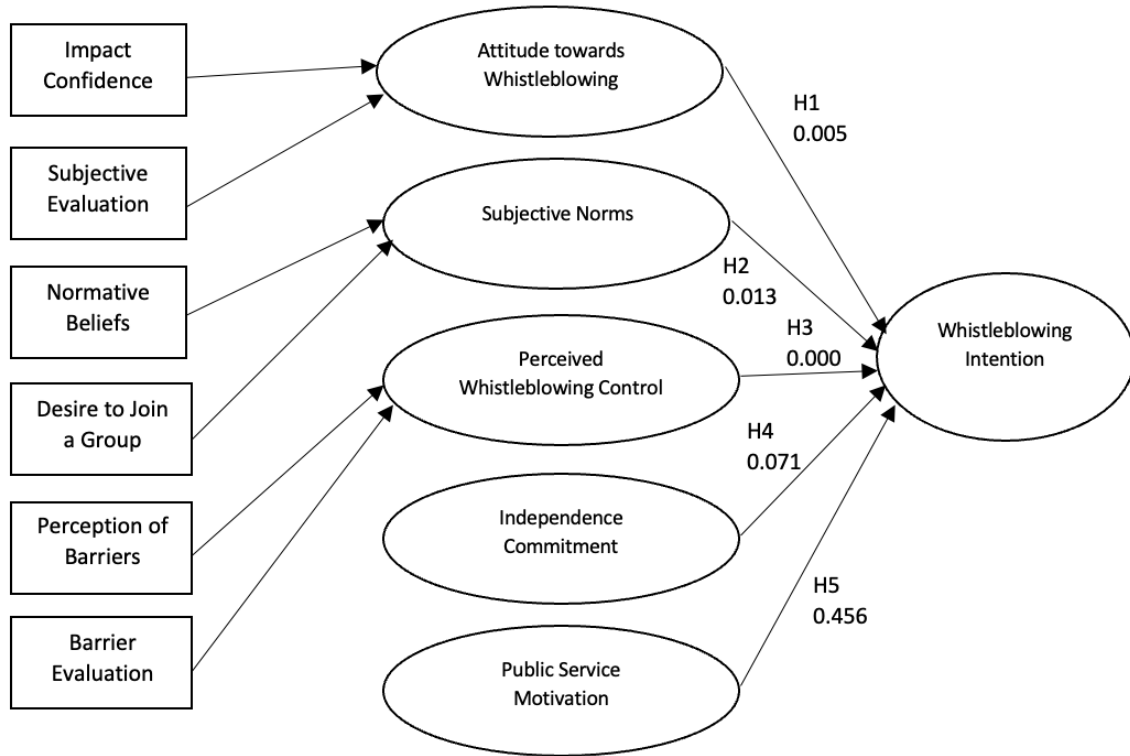 Impact
Confidence
Subjective
Evaluation
Normative
Beliefs
Desire to Join
a Group
Perception of
Barriers
Barrier
Evaluation
Attitude towards
Whistleblowing
Subjective Norms
Perceived
Whistleblowing Control
Independence
Commitment
Public Service
Motivation
H1
0.005
H2
0.013
H3
0.000
H4
0.071
H5
0.456
Whistleblowing
Intention